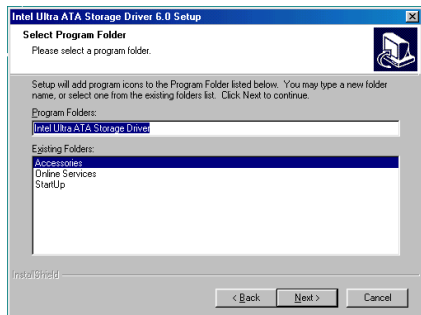 Intel Ultra ATA Storage Driver 6.0 Setup
Select Program Folder
Please select a program folder.
Setup will add program icons to the Program Folder listed below. You may type a new folder
name, or select one from the existing folders list. Click Next to continue.
Program Folders:
Intel Ultra ATA Storage Driver
Existing Folders:
Accessories
Online Services
StartUp
InstallShield
< Back Next > Cancel